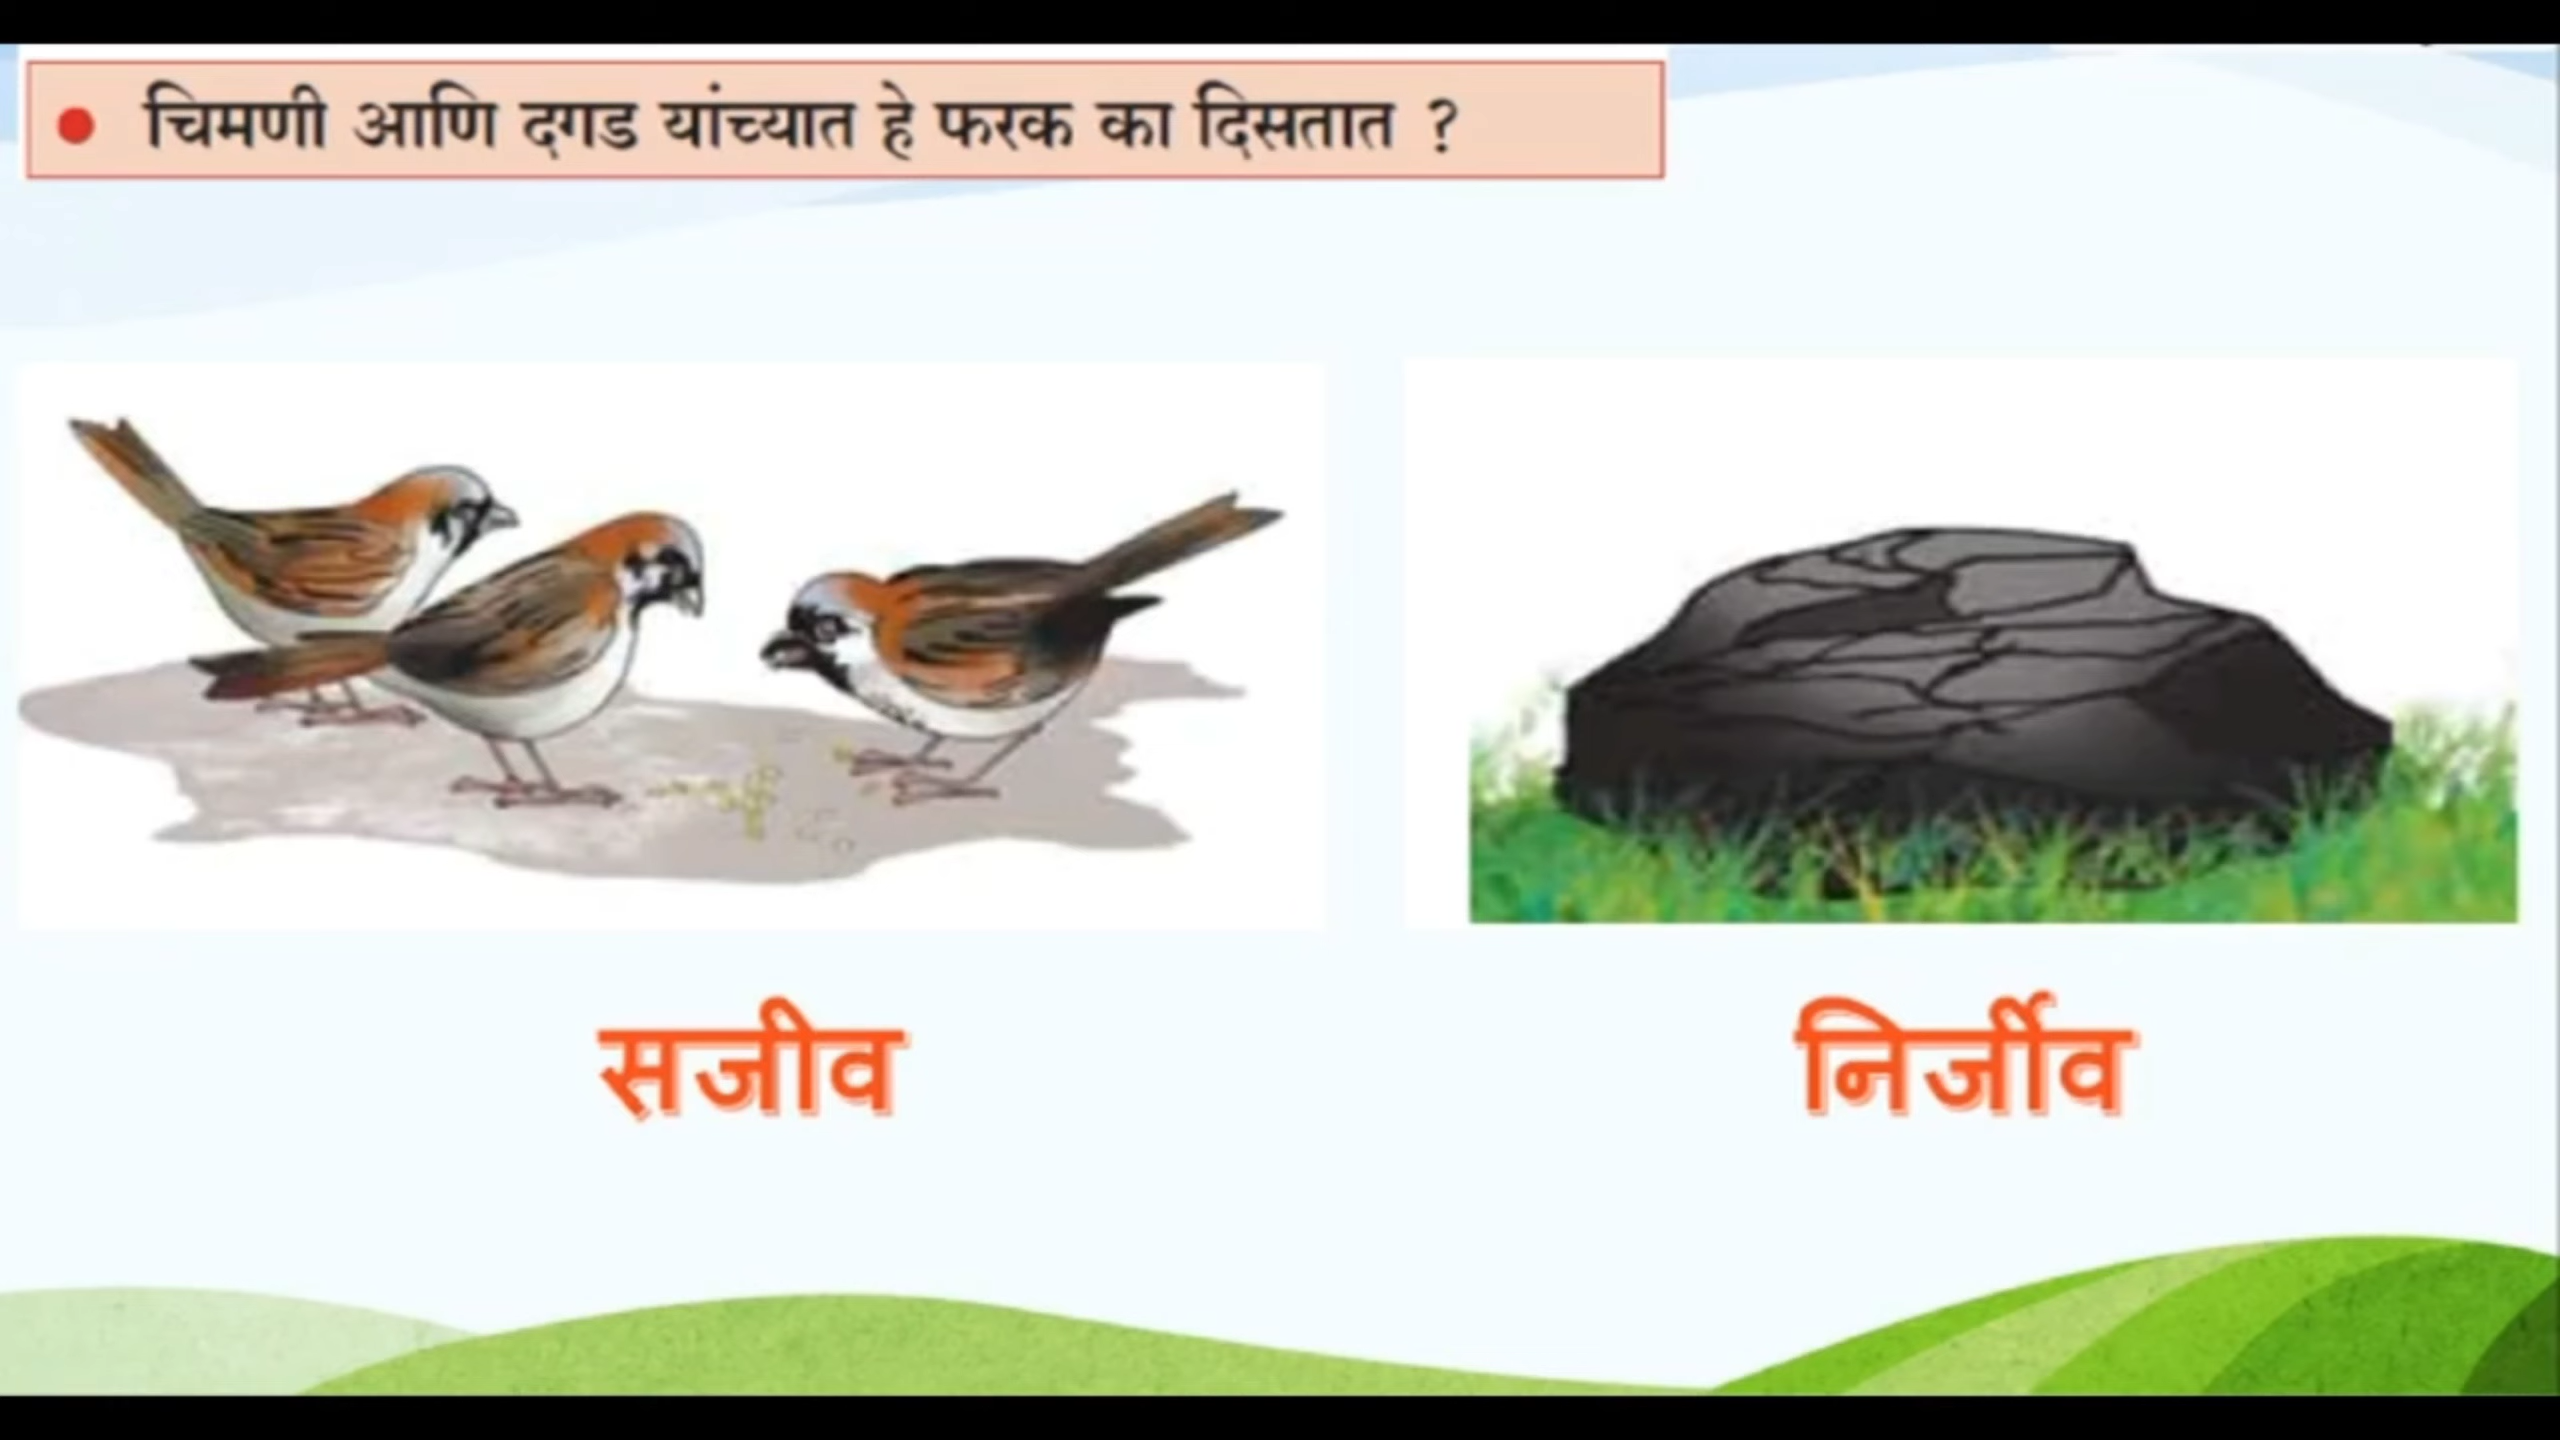 • चिमणी आणि दगड यांच्यात हे फरक का दिसतात ?
सजीव
निर्जीव